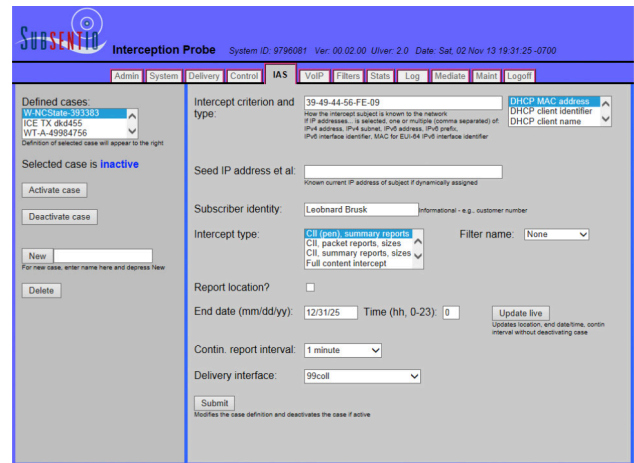 SUBSENTIO
Interception Probe System ID: 9796081 Ver: 00.02.00 UIver: 2.0 Date: Sat, 02 Nov 13 19:31:25 -0700
Admin System Delivery Control IAS VoIP Filters Stats Log Mediate Maint Logoff
Defined cases:
W-NCState-393383
ICE TX dkd455
WT-A-49984756
Definition of selected case will appear to the right
Selected case is inactive
Activate case
Deactivate case
New
For new case, enter name here and depress New
Delete
Intercept criterion and type:
39-49-44-56-FE-09
How the intercept subject is known to the network
If IP addresses... is selected, one or multiple (comma separated) of:
IPv4 address, IPv4 subnet, IPv6 address, IPv6 prefix,
IPv6 interface identifier, MAC for EUI-64 IPv6 interface identifier
DHCP MAC address
DHCP client identifier
DHCP client name
Seed IP address et al:
Known current IP address of subject if dynamically assigned
Subscriber identity: Leobnard Brusk Informational - e.g., customer number
Intercept type:
CII (pen), summary reports
CII, packet reports, sizes
CII, summary reports, sizes
Full content intercept
Filter name: None
Report location?
End date (mm/dd/yy): 12/31/25 Time (hh, 0-23): 0 Update live
Updates location, end date/time, contin
interval without deactivating case
Contin. report interval: 1 minute
Delivery interface: 99coll
Submit
Modifies the case definition and deactivates the case if active